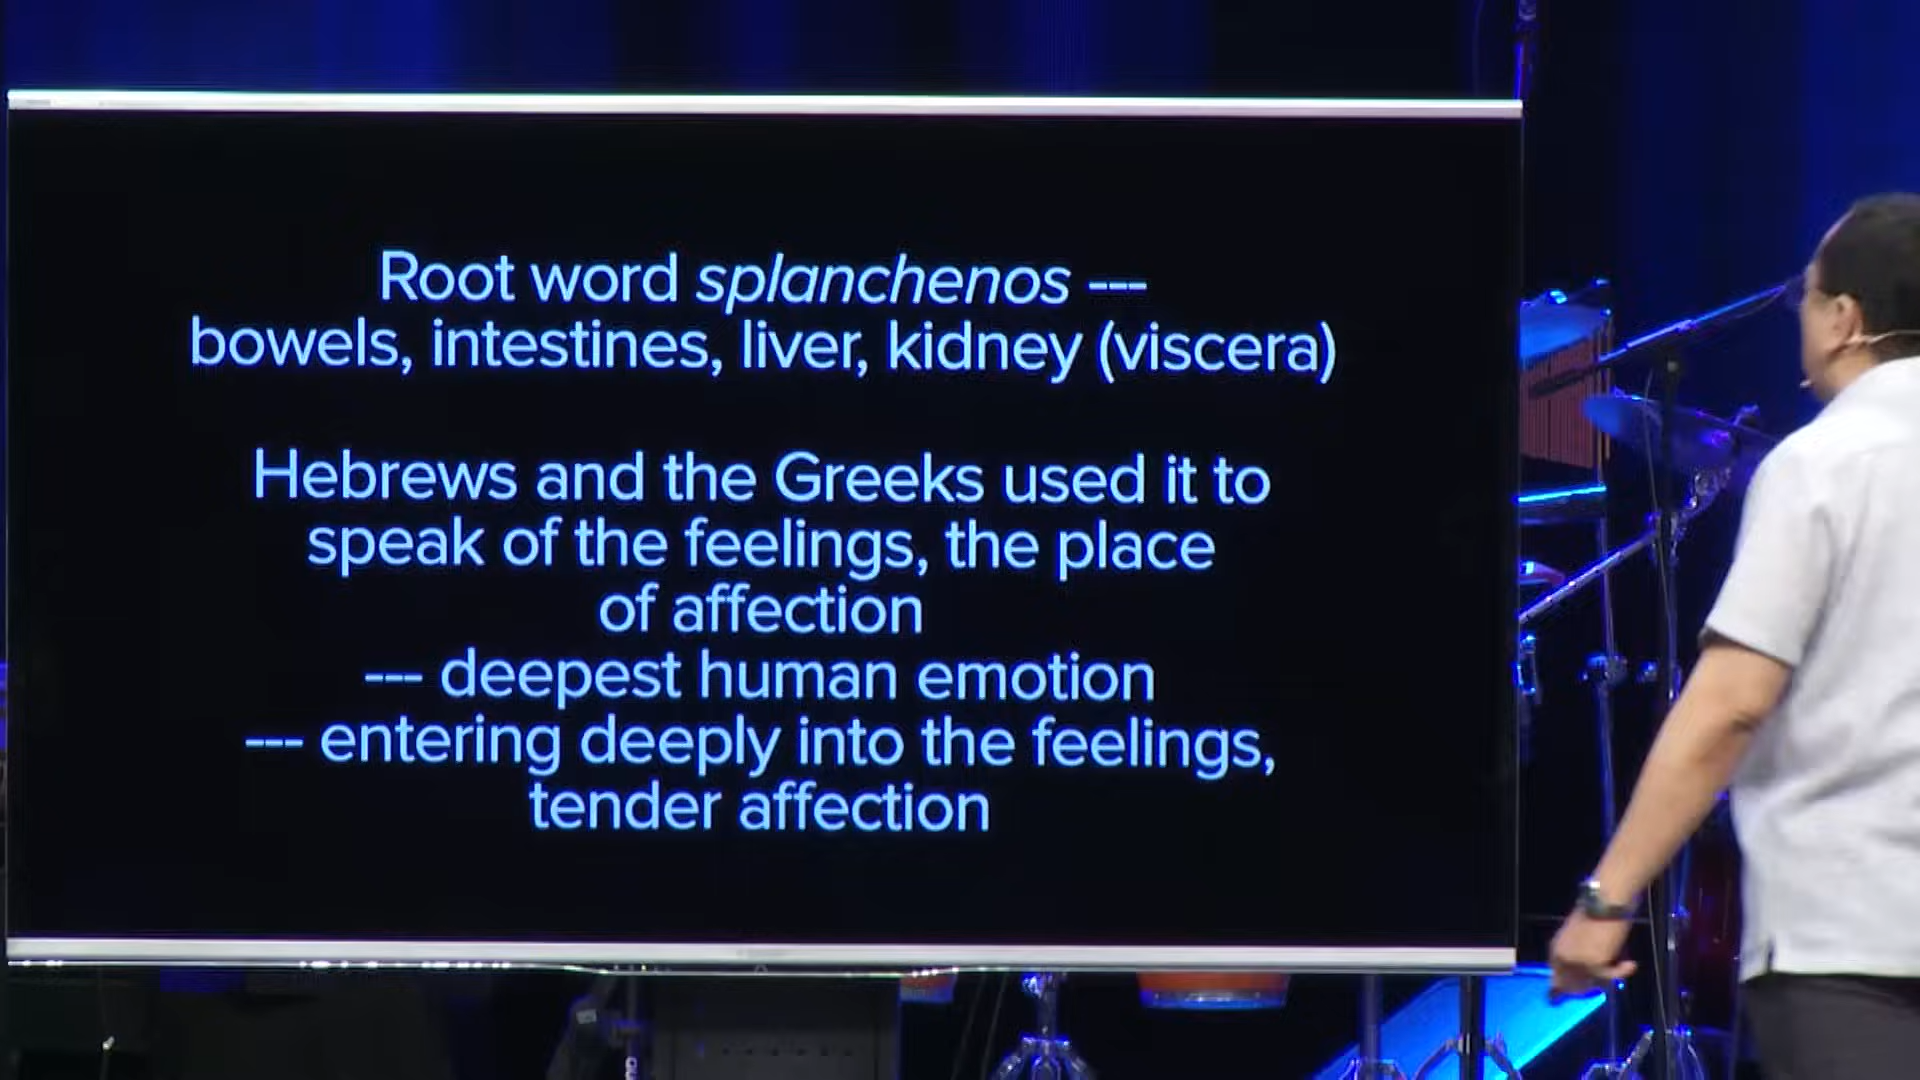 Root word splanchenos ---
bowels, intestines, liver, kidney (viscera)
Hebrews and the Greeks used it to
speak of the feelings, the place
of affection
--- deepest human emotion
--- entering deeply into the feelings,
tender affection